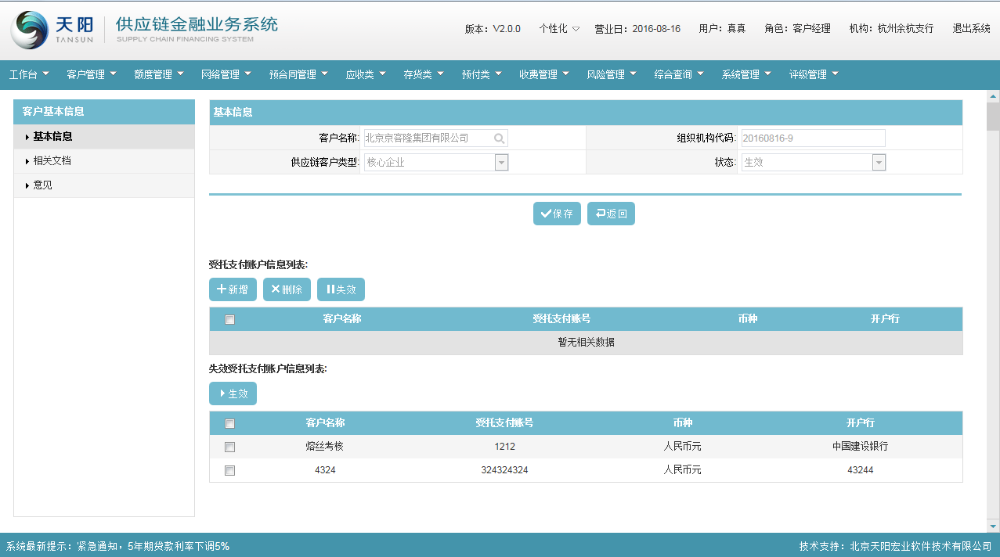 天阳 TANSUN 供应链金融业务系统
SUPPLY CHAIN FINANCING SYSTEM
版本：V2.0.0 个性化 营业日：2016-08-16 用户：真真 角色：客户经理 机构：杭州余杭支行 退出系统
工作台 客户管理 额度管理 网络管理 预合同管理 应收类 存货类 预付类 收费管理 风险管理 综合查询 系统管理 评级管理
客户基本信息
基本信息
相关文档
意见
基本信息
客户名称: 北京京客隆集团有限公司 组织机构代码: 20160816-9
供应链客户类型: 核心企业 状态: 生效
保存 返回
受托支付账户信息列表:
新增 删除 失效
客户名称 受托支付账号 币种 开户行
暂无相关数据
失效受托支付账户信息列表:
生效
客户名称 受托支付账号 币种 开户行
熔丝考核 1212 人民币元 中国建设银行
4324 324324324 人民币元 43244
系统最新提示：紧急通知，5年期贷款利率下调5% 技术支持：北京天阳宏业软件技术有限公司